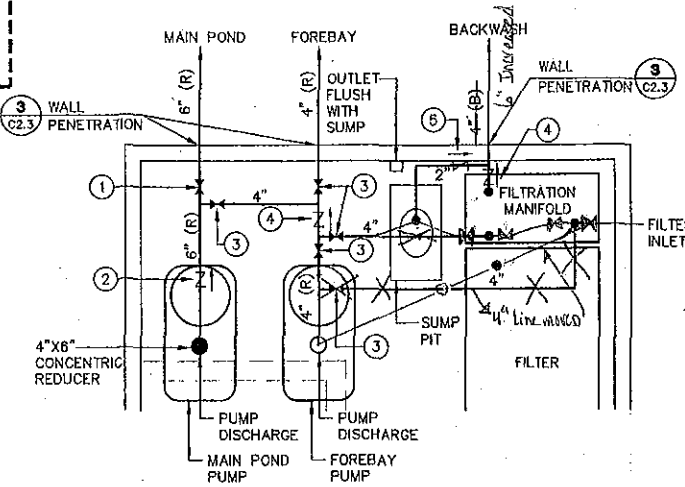 MAIN POND
FOREBAY
BACKWASH
6" Increased
6" (R)
4" (R)
4" (B)
OUTLET
FLUSH
WITH
SUMP
3
C2.3
WALL
PENETRATION
WALL
PENETRATION
3
C2.3
6
4
1
2"
3
FILTRATION
MANIFOLD
4"
4
4"
FILTE
INLET
3
6" (R)
3
2
4" (R)
4"
4" Line moved
4"X6"
CONCENTRIC
REDUCER
3
SUMP
PIT
FILTER
PUMP
DISCHARGE
PUMP
DISCHARGE
MAIN POND
PUMP
FOREBAY
PUMP